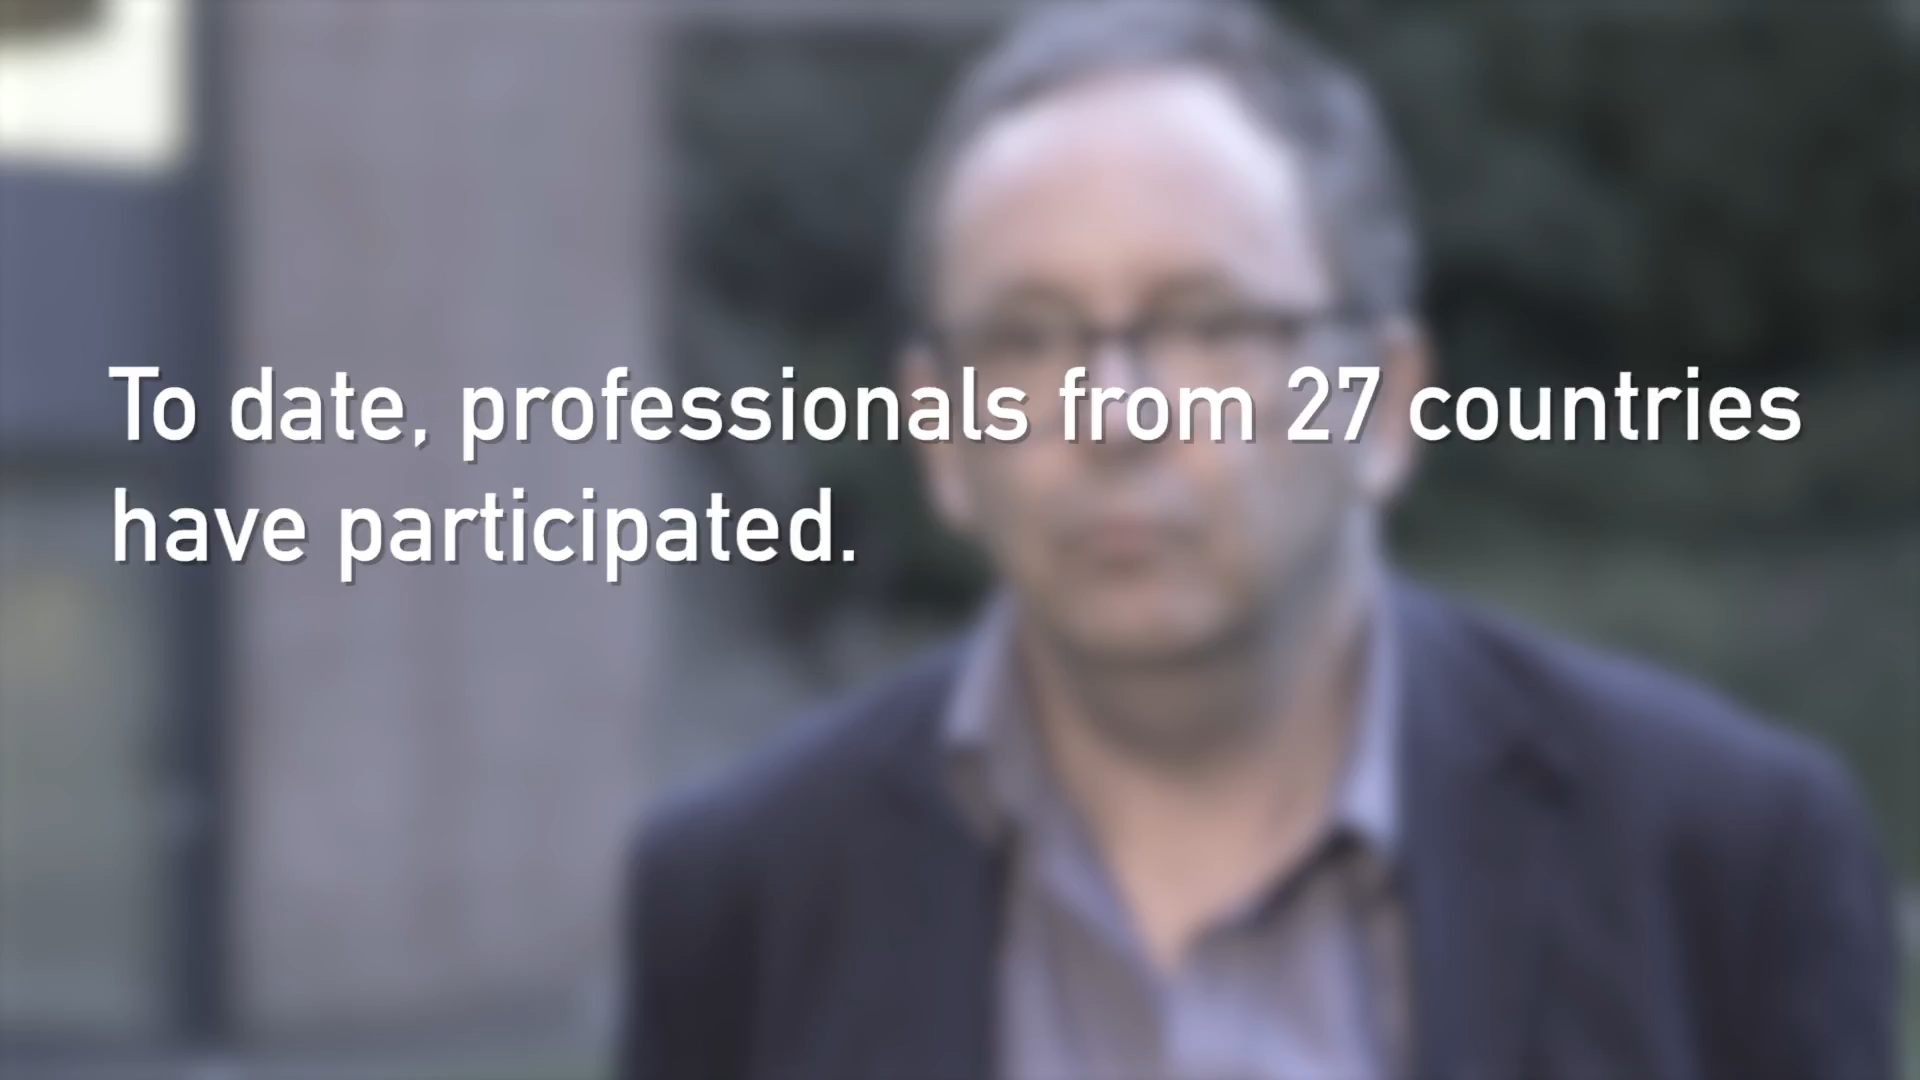 To date, professionals from 27 countries
have participated.